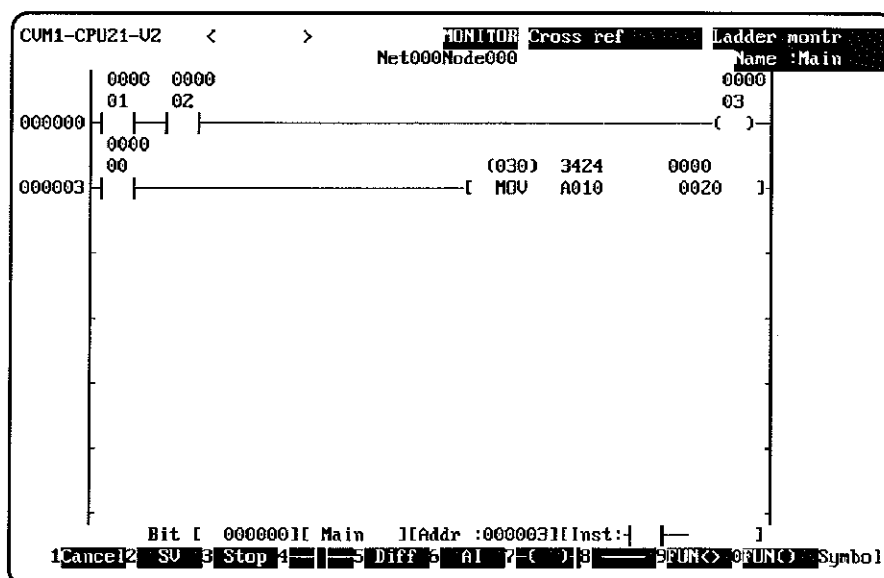 CVM1-CPU21-V2 < > MONITOR Cross ref Ladder montr
Net000Node000 Name :Main
0000 0000 0000
01 02 03
000000 ( )
0000
00 (030) 3424 0000
000003 [ MOV A010 0020 ]
Bit [ 000000][ Main ][Addr :000003][Inst: ]
1Cancel2 SV 3 Stop 4 5 Diff 6 AI 7-( )-8 9FUN<> 0FUN() Symbol